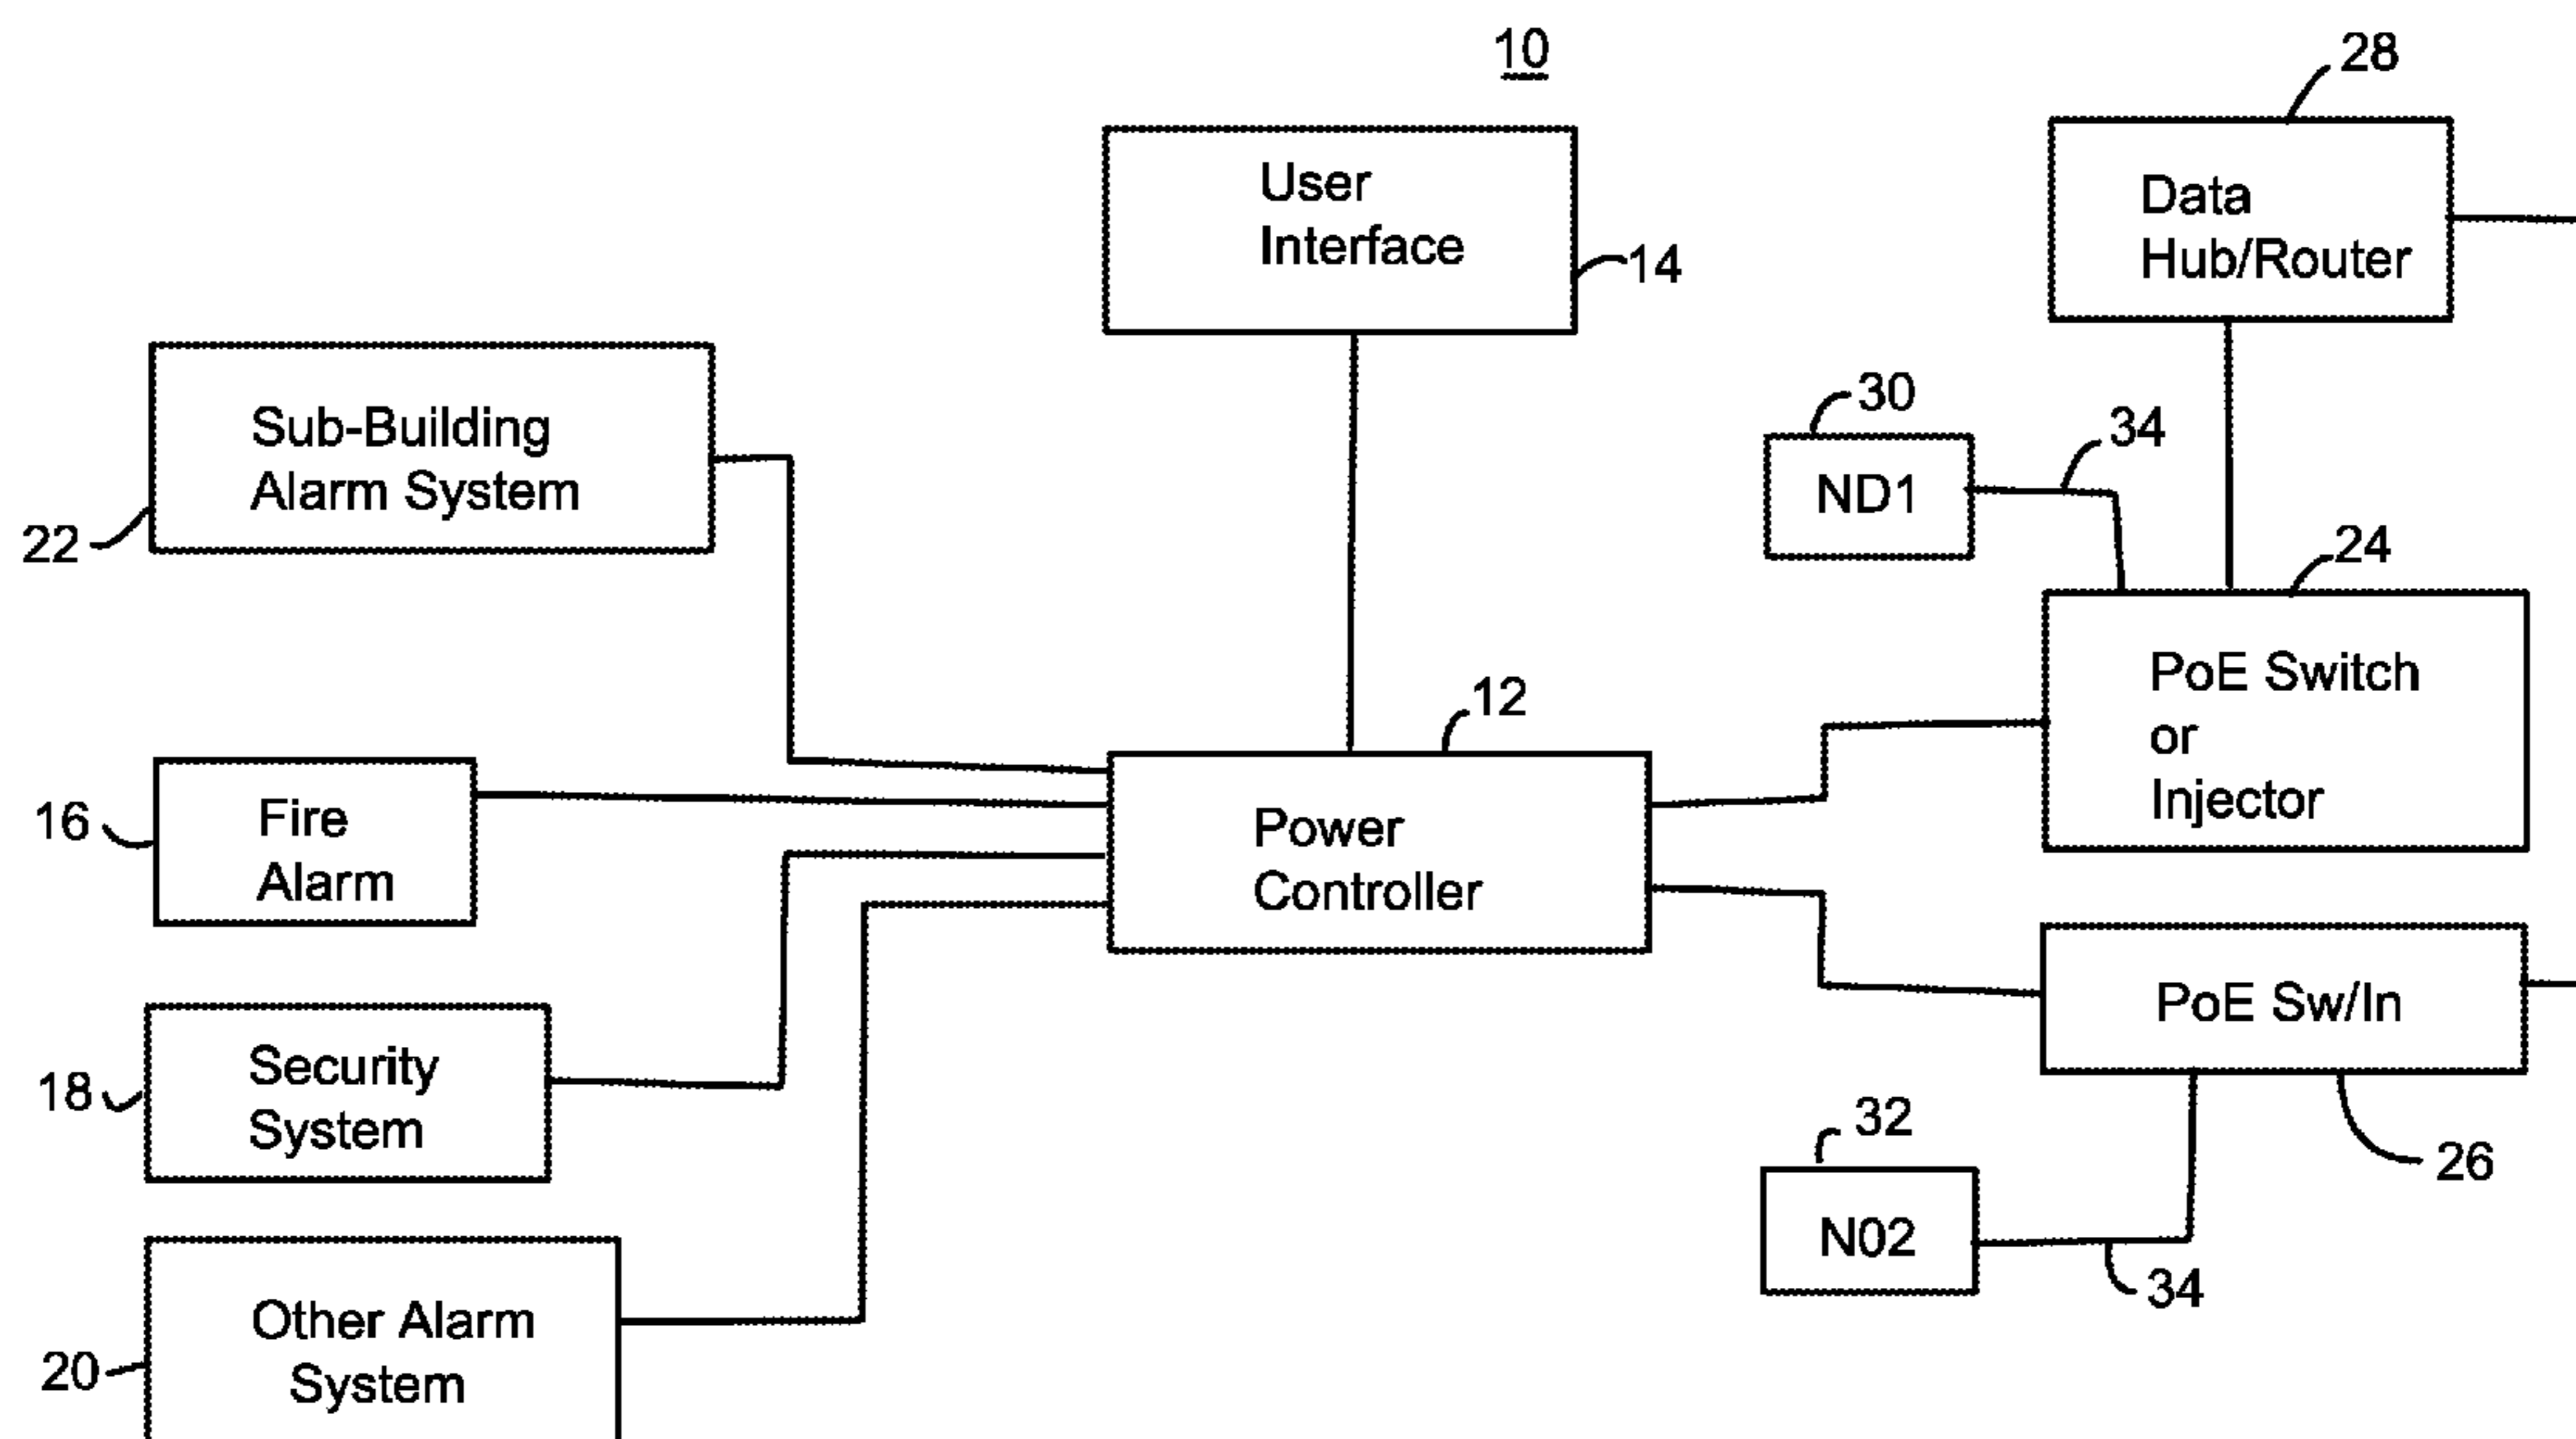 10
28
User
Interface
14
Data
Hub/Router
30
34
ND1
Sub-Building
Alarm System
22
24
PoE Switch
or
Injector
12
Power
Controller
16
Fire
Alarm
18
Security
System
PoE Sw/In
26
32
N02
34
20
Other Alarm
System